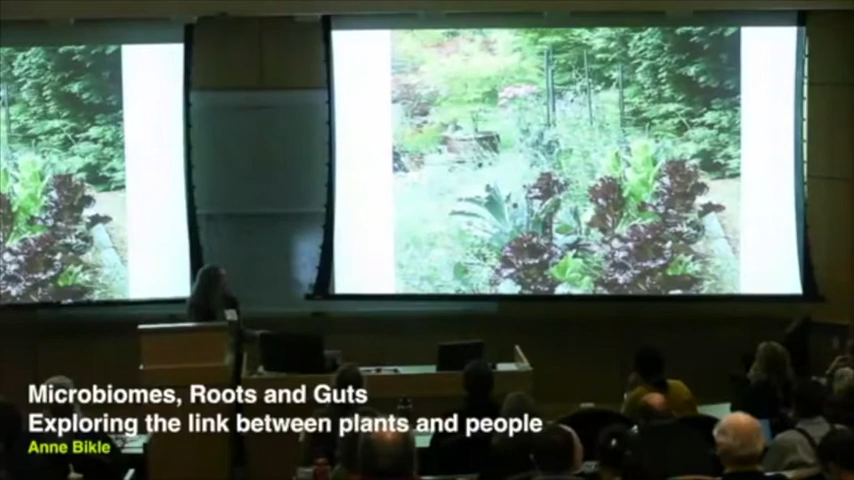 Microbiomes, Roots and Guts
Exploring the link between plants and people
Anne Bikle